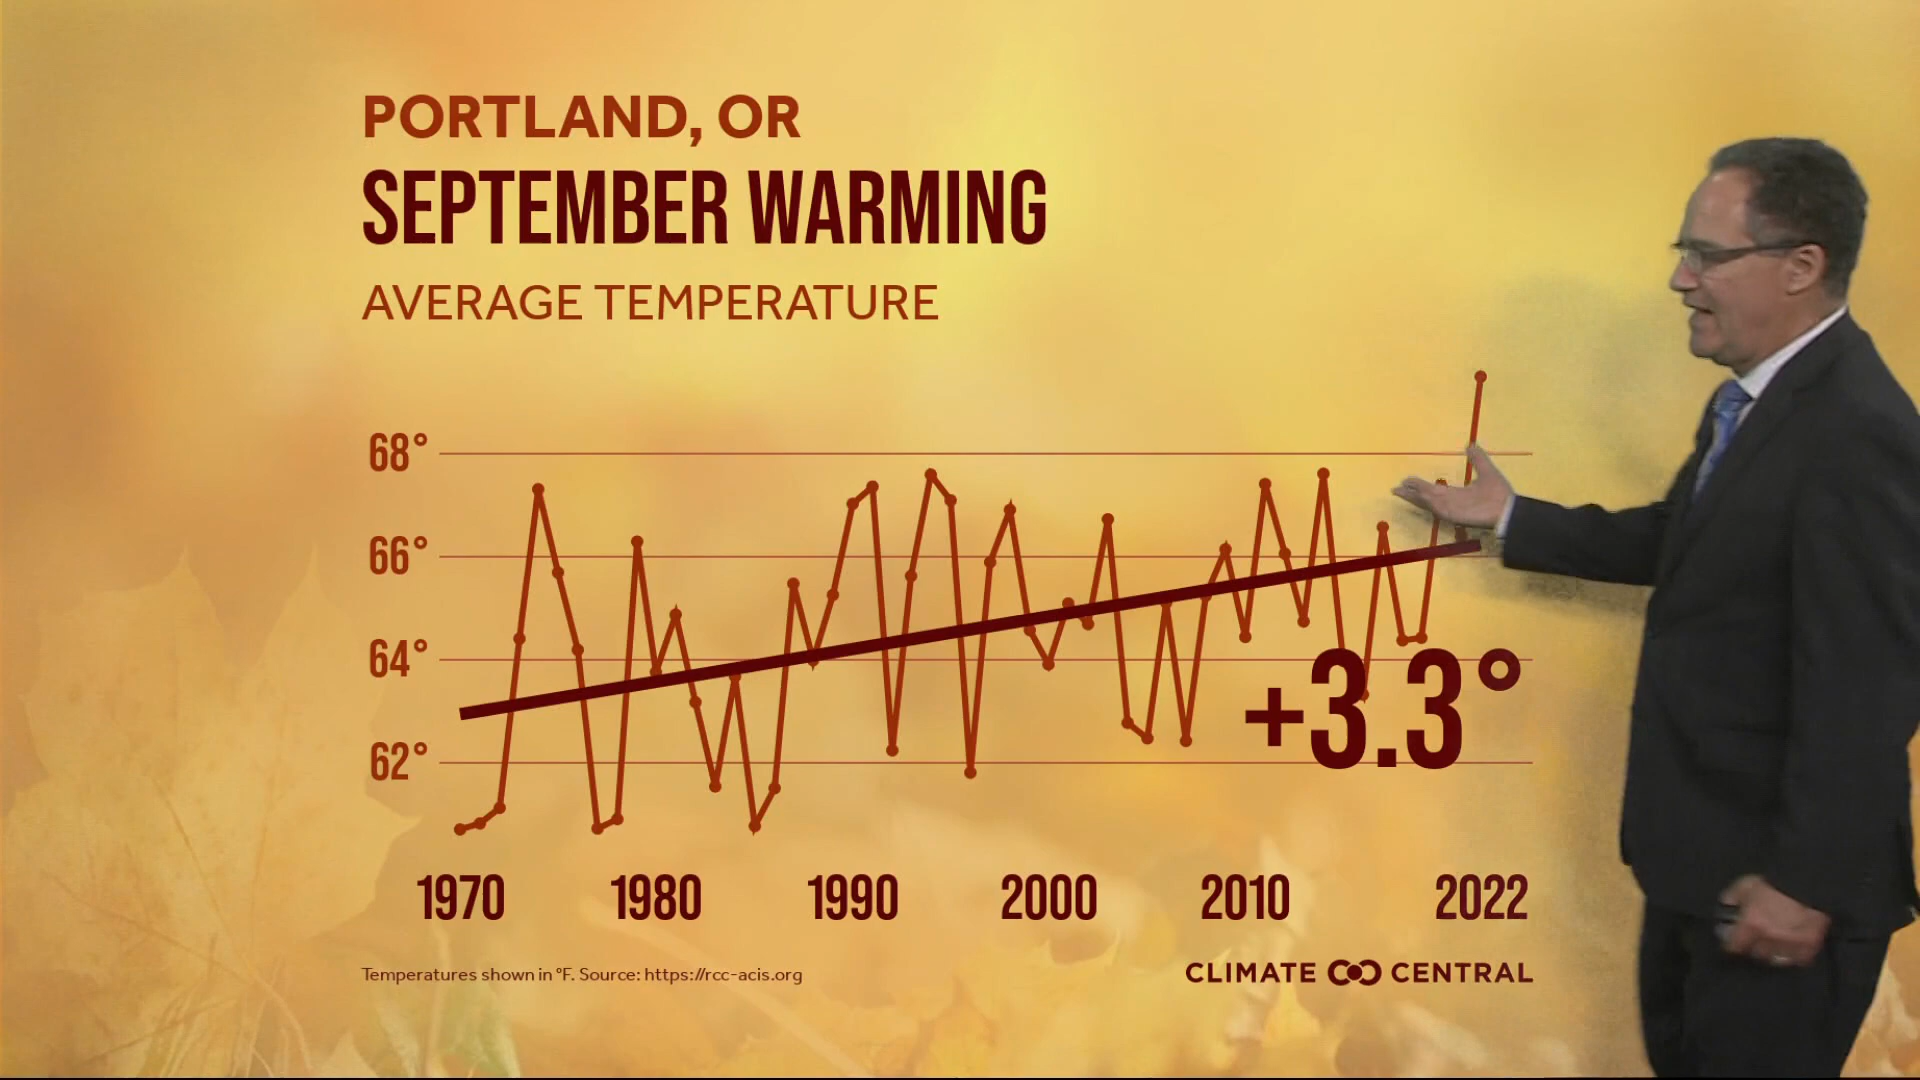 PORTLAND, OR
SEPTEMBER WARMING
AVERAGE TEMPERATURE
68°
66°
64°
62°
+3.3°
1970 1980 1990 2000 2010 2022
Temperatures shown in °F. Source: https://rcc-acis.org
CLIMATE CENTRAL